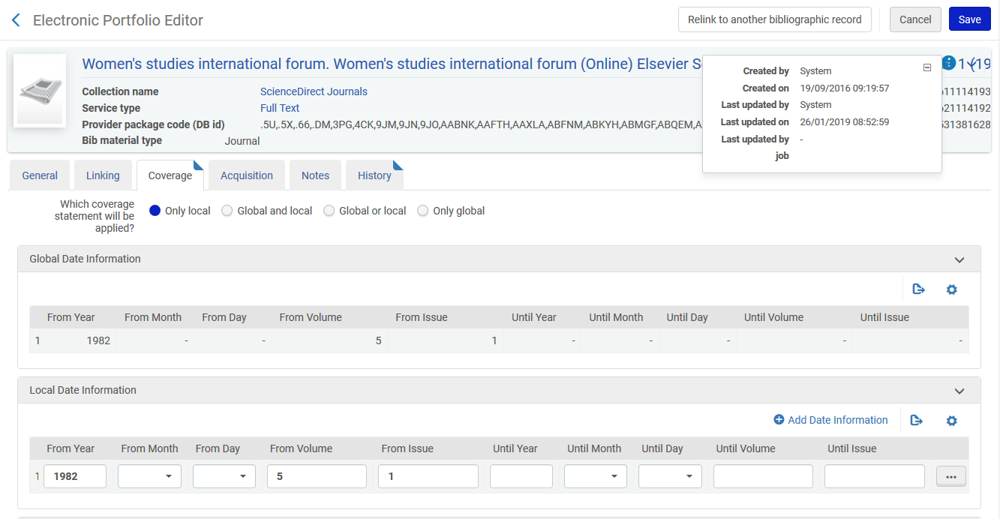 Electronic Portfolio Editor
Relink to another bibliographic record
Cancel
Save
Women's studies international forum. Women's studies international forum (Online) Elsevier S
1 (19
Collection name ScienceDirect Journals
Service type Full Text
Provider package code (DB id) .5U,.5X,.66,.DM,3PG,4CK,9JM,9JN,9JO,AABNK,AAFTH,AAXLA,ABFNM,ABKYH,ABMGF,ABQEM,A
Bib material type Journal
611114193
621114192
531381628
Created by System
Created on 19/09/2016 09:19:57
Last updated by System
Last updated on 26/01/2019 08:52:59
Last updated by -
job
General Linking Coverage Acquisition Notes History
Which coverage
statement will be
applied?
Only local Global and local Global or local Only global
Global Date Information
From Year From Month From Day From Volume From Issue Until Year Until Month Until Day Until Volume Until Issue
1 1982 - - 5 1 - - - - -
Local Date Information
Add Date Information
From Year From Month From Day From Volume From Issue Until Year Until Month Until Day Until Volume Until Issue
1 1982 5 1